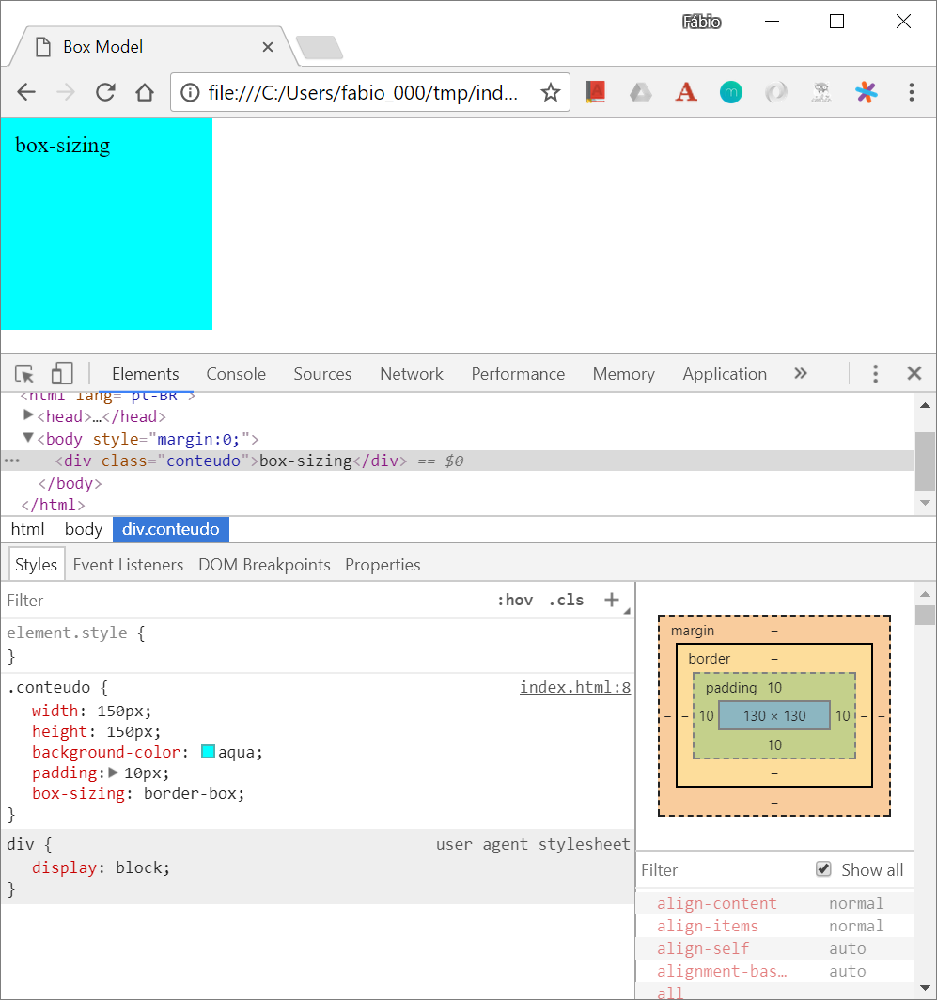 Fábio
Box Model
file:///C:/Users/fabio_000/tmp/ind...
box-sizing
Elements Console Sources Network Performance Memory Application »
<html lang="pt-BR">
<head>…</head>
<body style="margin:0;">
<div class="conteudo">box-sizing</div> == $0
</body>
</html>
html body div.conteudo
Styles Event Listeners DOM Breakpoints Properties
Filter :hov .cls +
element.style {
}
.conteudo { index.html:8
width: 150px;
height: 150px;
background-color: aqua;
padding: 10px;
box-sizing: border-box;
}
div { user agent stylesheet
display: block;
}
margin –
border –
padding 10
– – 10 130 × 130 10 – –
10
–
–
Filter Show all
align-content normal
align-items normal
align-self auto
alignment-bas… auto
all